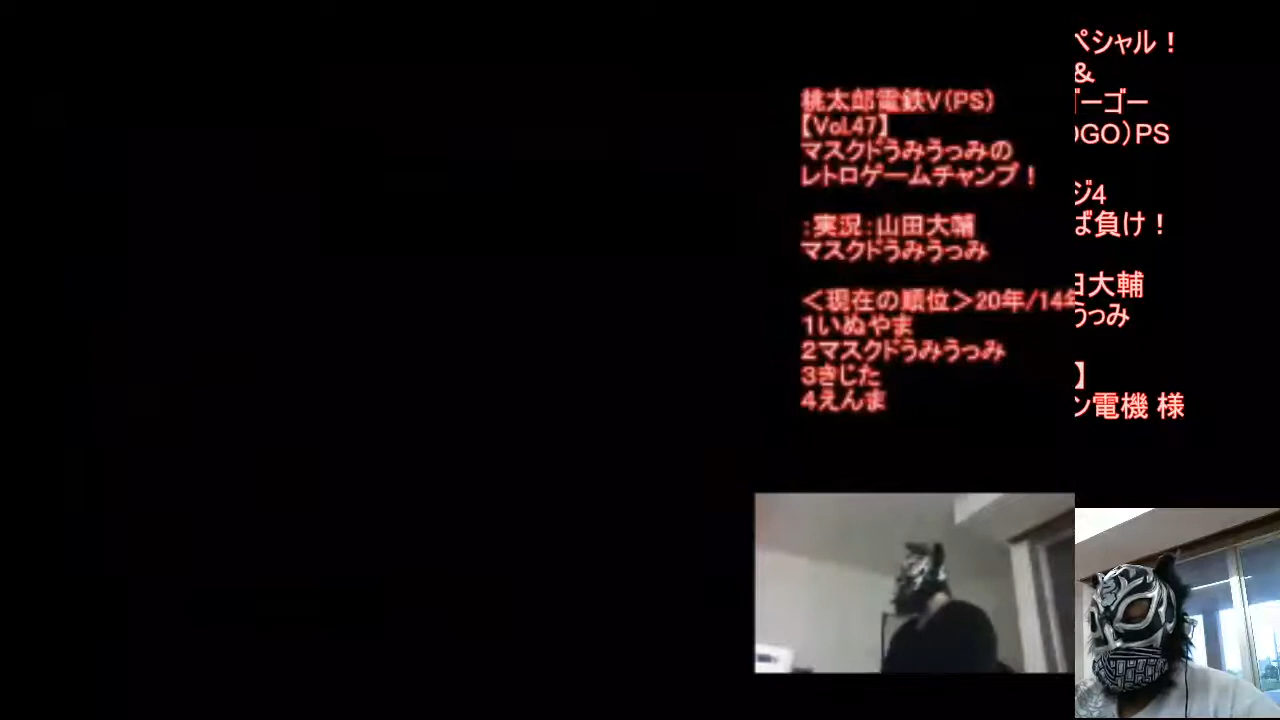 桃太郎電鉄V(PS)
【Vol.47】
マスクドうみうっみの
レトロゲームチャンプ！
：実況：山田大輔
マスクドうみうっみ
＜現在の順位＞20年/14年
1いぬやま
2マスクドうみうっみ
3きじた
4えんま
ペシャル！
＆
ゴーゴー
OGO)PS
ジ4
ば負け！
田大輔
うっみ
】
ン電機 様